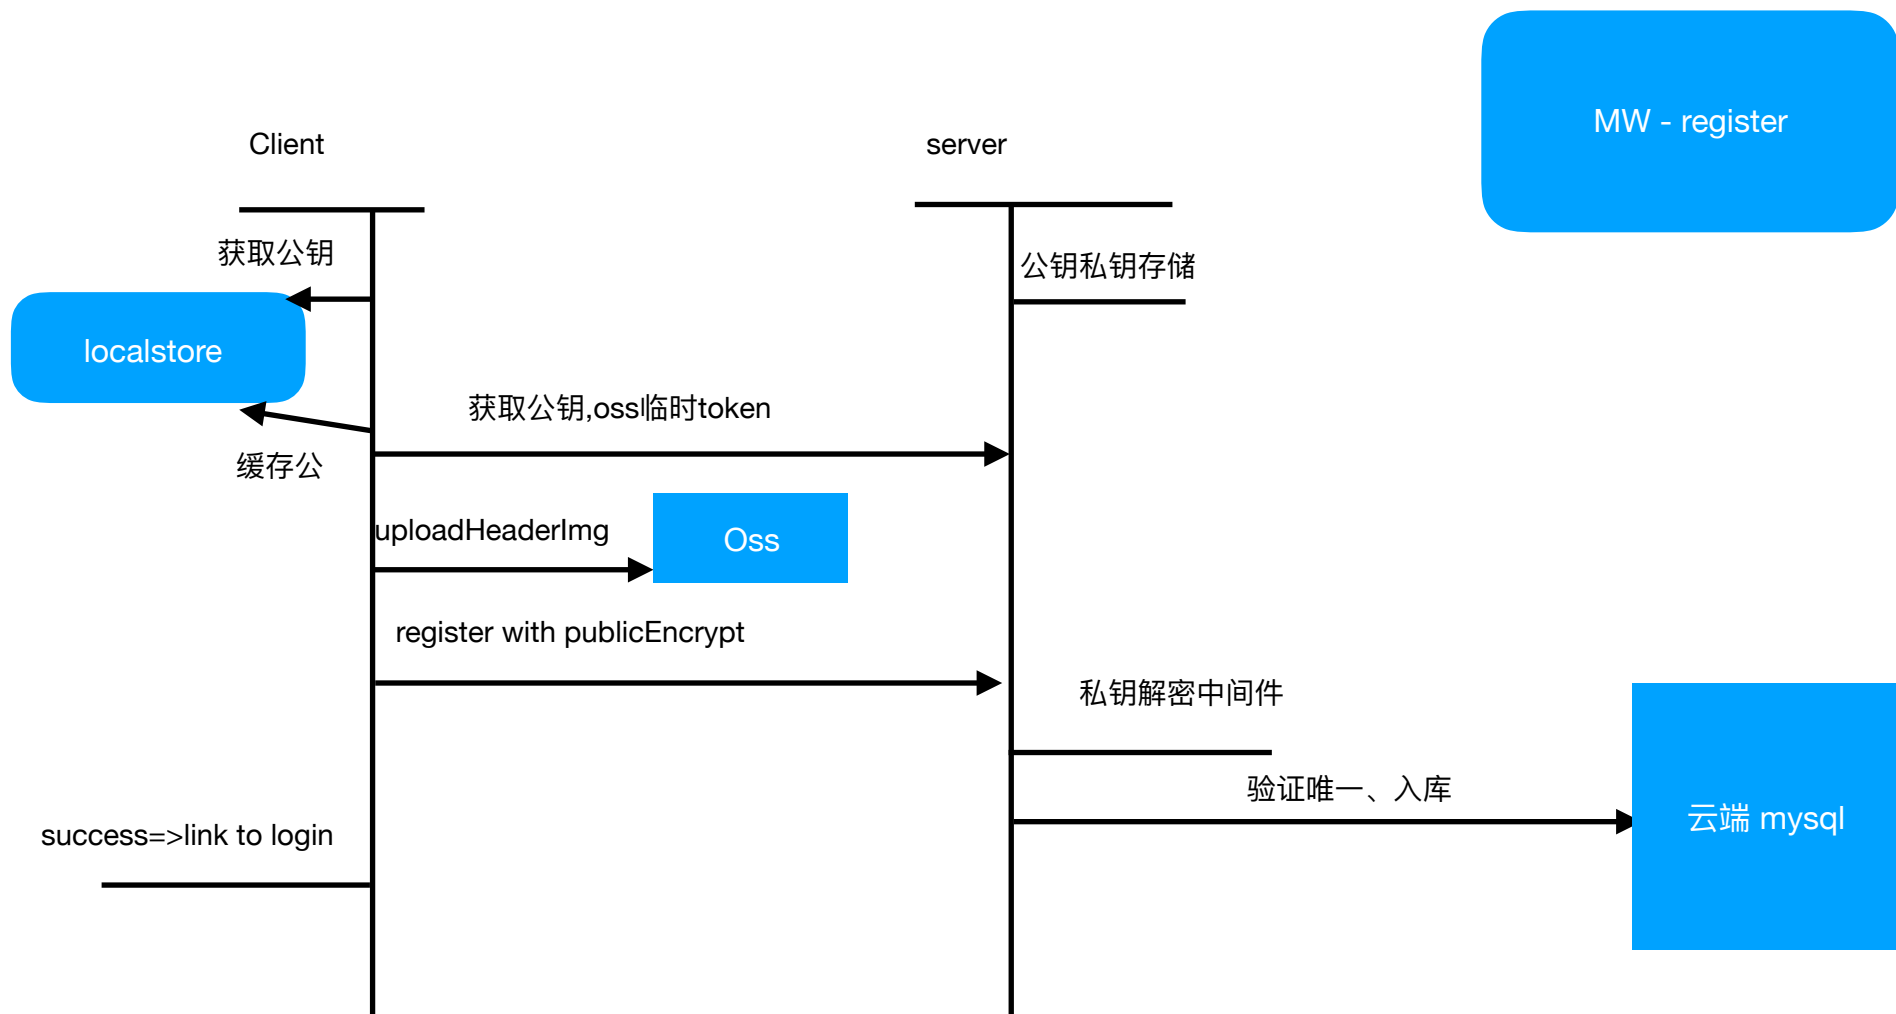 MW - register
Client
server
获取公钥
公钥私钥存储
localstore
获取公钥,oss临时token
缓存公
uploadHeaderImg
Oss
register with publicEncrypt
私钥解密中间件
验证唯一、入库
云端 mysql
success=>link to login